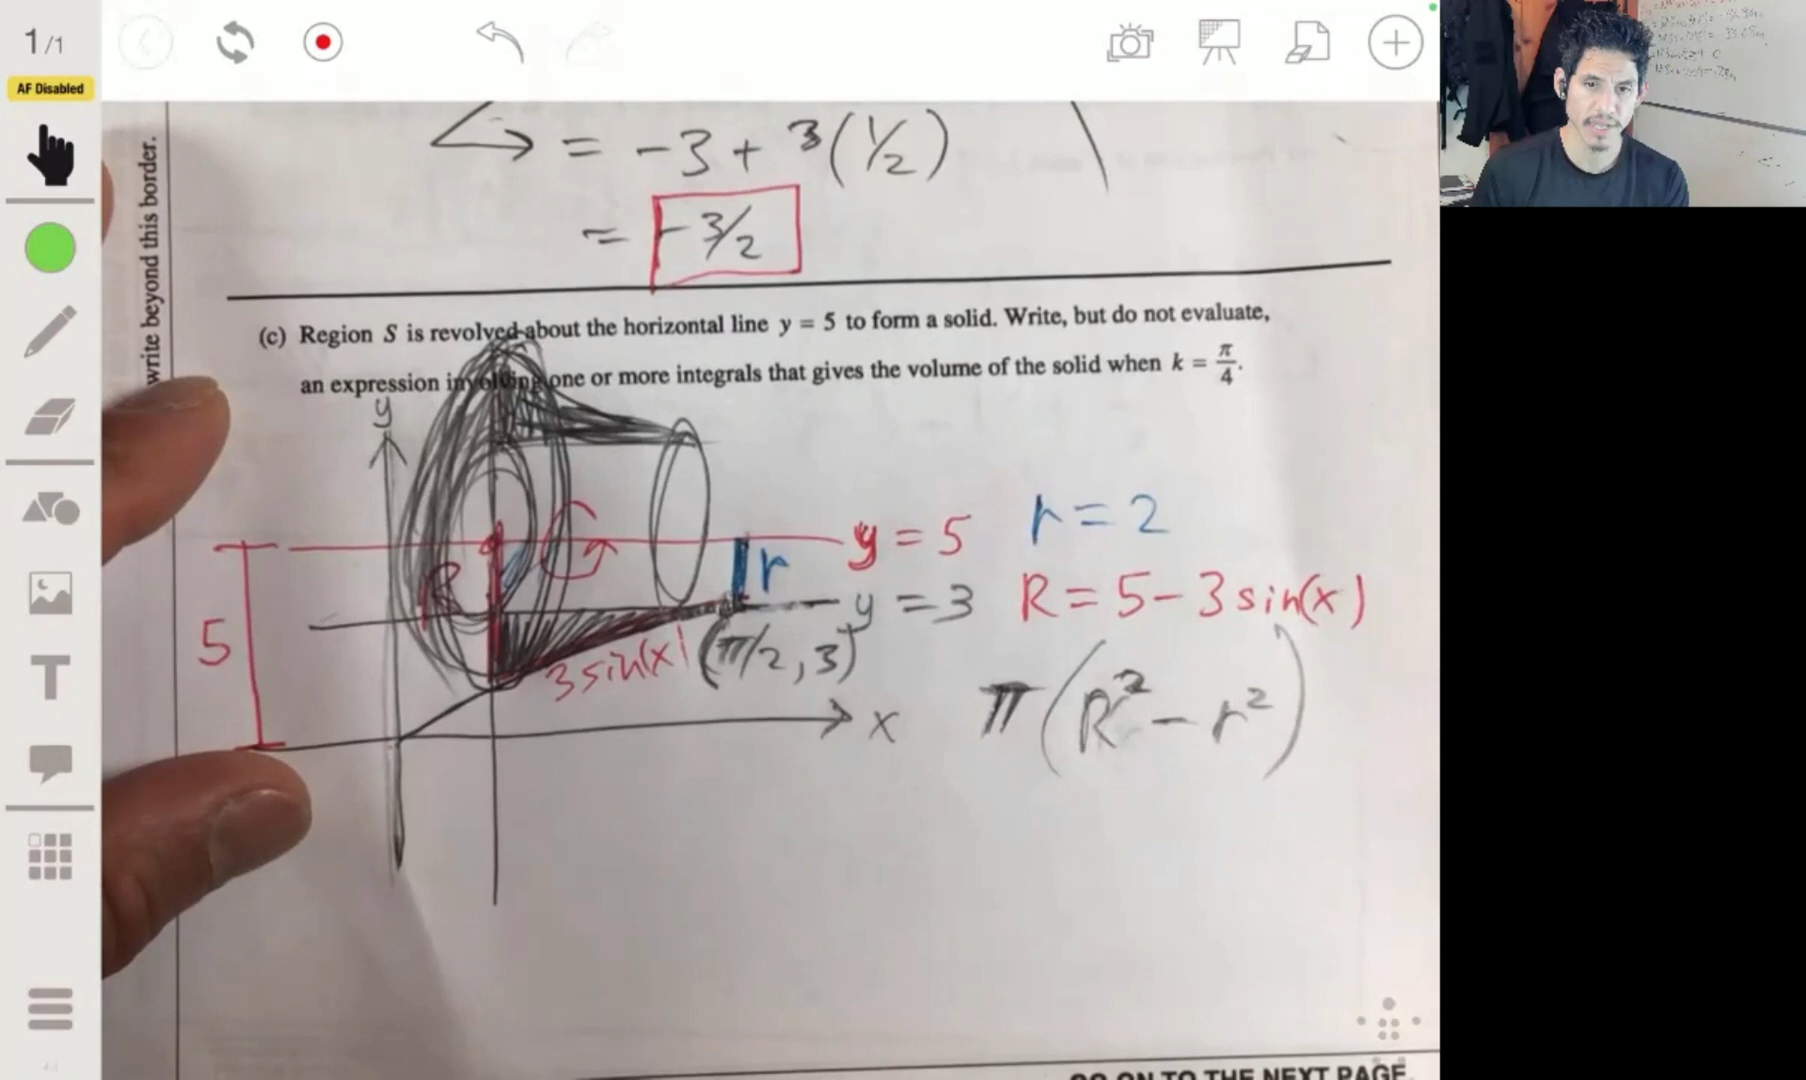 1/1
AF Disabled
write beyond this border.
= -3 + 3(1/2)
= -3/2
(c) Region S is revolved about the horizontal line y = 5 to form a solid. Write, but do not evaluate,
an expression involving one or more integrals that gives the volume of the solid when k = π/4.
y
y = 5
r = 2
R
r
y = 3
R = 5 - 3sin(x)
5
3sin(x)
(π/2, 3)
x
π(R² - r²)
T
GO ON TO THE NEXT PAGE.